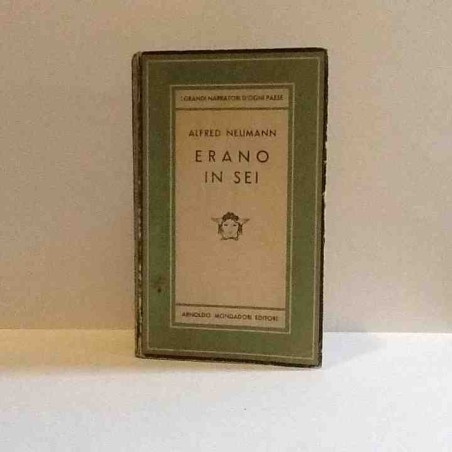 I GRANDI NARRATORI D'OGNI PAESE
ALFRED NEUMANN
ERANO
IN SEI
ARNOLDO MONDADORI EDITORE